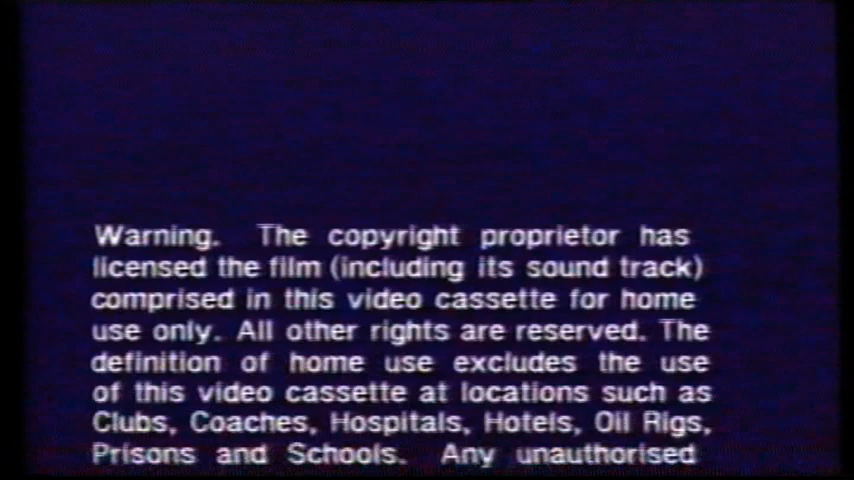 Warning. The copyright proprietor has
licensed the film (including its sound track)
comprised in this video cassette for home
use only. All other rights are reserved. The
definition of home use excludes the use
of this video cassette at locations such as
Clubs, Coaches, Hospitals, Hotels, Oil Rigs,
Prisons and Schools. Any unauthorised